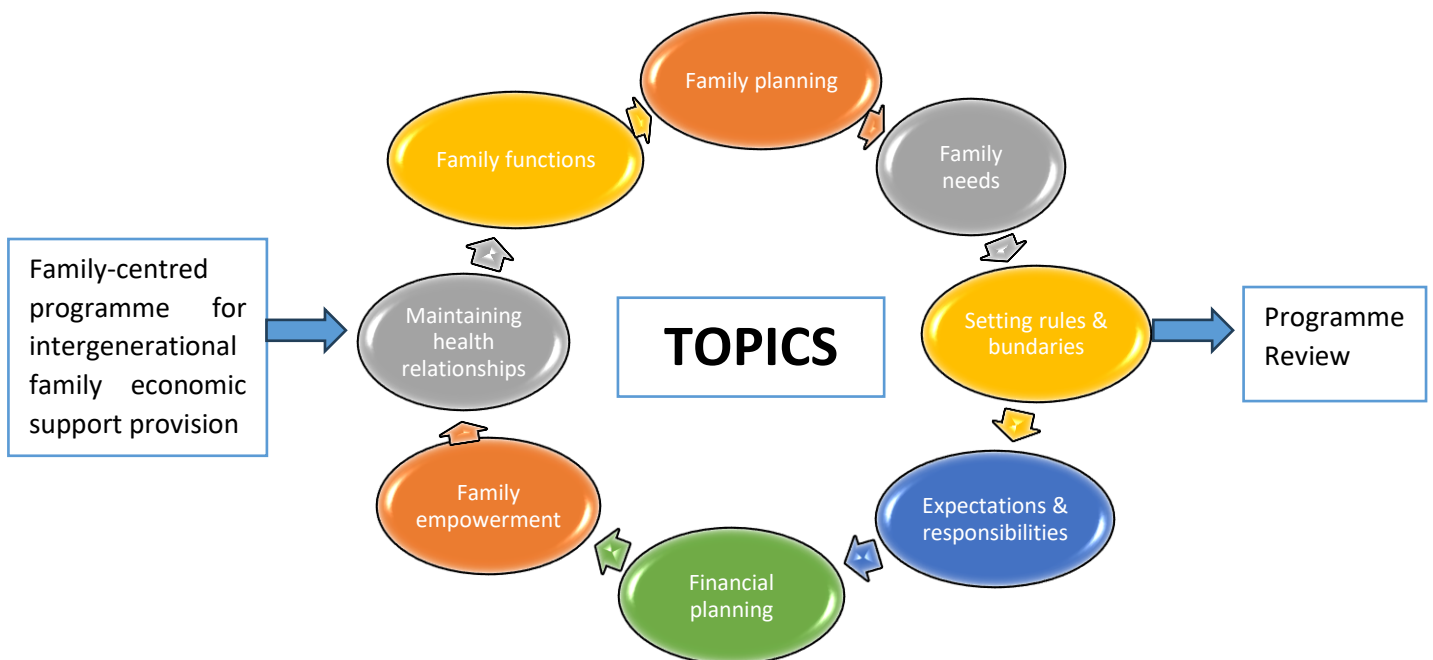 Family planning
Family functions
Family
needs
Family-centred
programme for
intergenerational
family economic
support provision
Maintaining
health
relationships
TOPICS
Setting rules &
bundaries
Programme
Review
Family
empowerment
Expectations &
responsibilities
Financial
planning